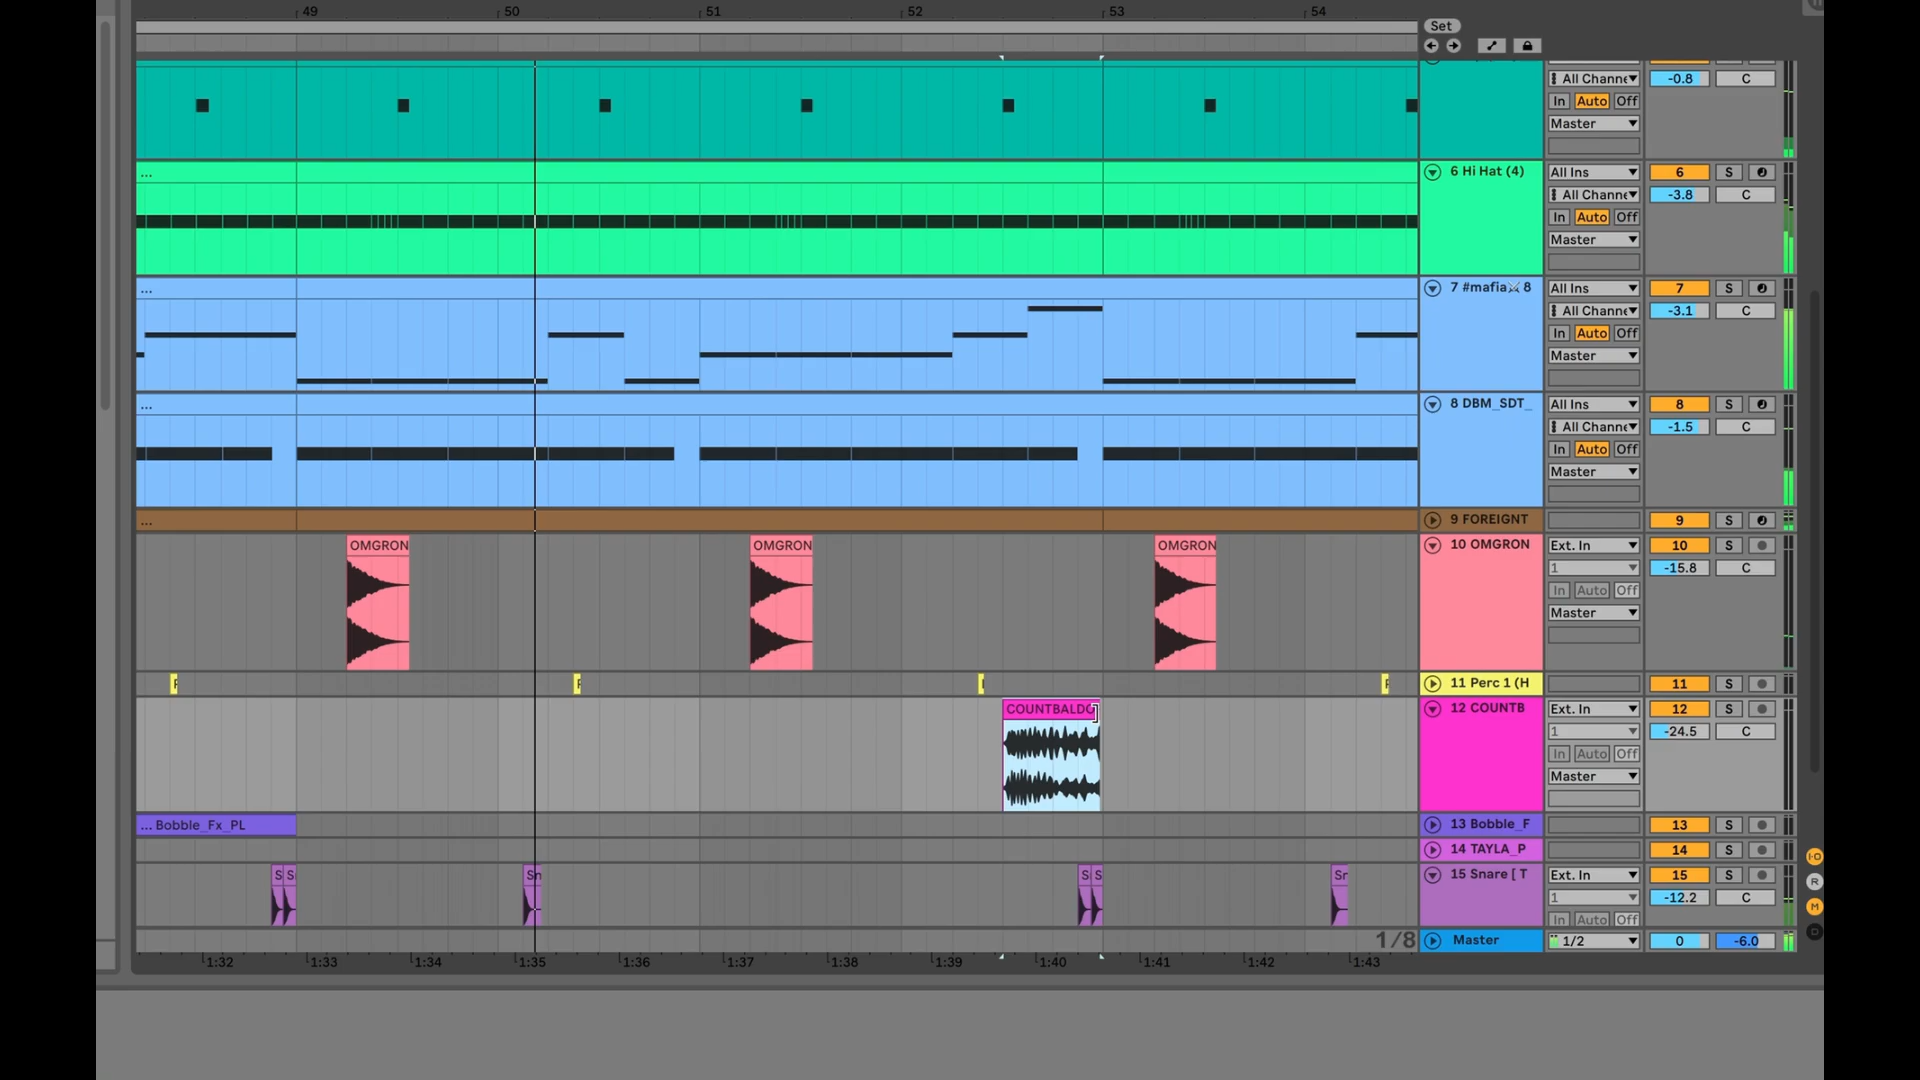 49 50 51 52 53 54
Set
All Channe -0.8 C
In Auto Off
Master
... 6 Hi Hat (4) All Ins 6 S
All Channe -3.8 C
In Auto Off
Master
... 7 #mafia 8 All Ins 7 S
All Channe -3.1 C
In Auto Off
Master
... 8 DBM_SDT_ All Ins 8 S
All Channe -1.5 C
In Auto Off
Master
... 9 FOREIGNT 9 S
OMGRON OMGRON OMGRON 10 OMGRON Ext. In 10 S
1 -15.8 C
In Auto Off
Master
11 Perc 1 (H 11 S
COUNTBALDO 12 COUNTB Ext. In 12 S
1 -24.5 C
In Auto Off
Master
... Bobble_Fx_PL 13 Bobble_F 13 S
14 TAYLA_P 14 S
S S Sn S S Sr 15 Snare [ T Ext. In 15 S
1 -12.2 C
In Auto Off
1/8 Master 1/2 0 -6.0
1:32 1:33 1:34 1:35 1:36 1:37 1:38 1:39 1:40 1:41 1:42 1:43
I·O
R
M
D